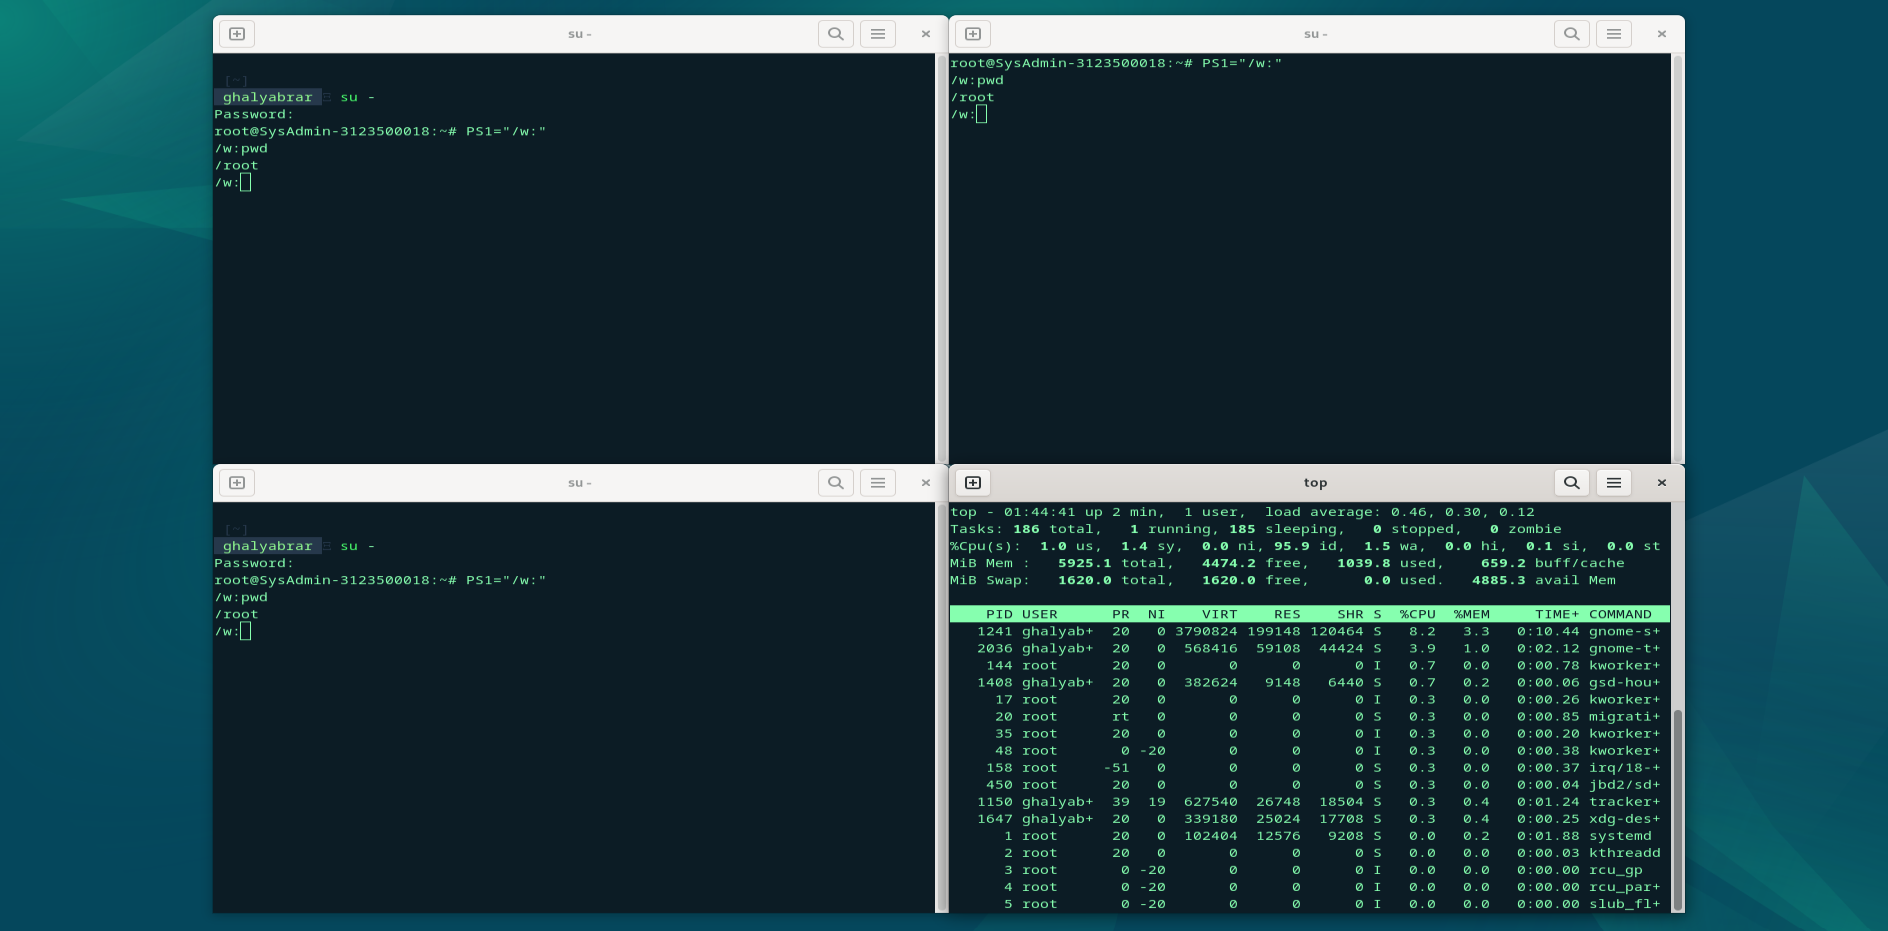 su -
[~]
ghalyabrar su -
Password:
root@SysAdmin-3123500018:~# PS1="/w:"
/w:pwd
/root
/w:
su -
root@SysAdmin-3123500018:~# PS1="/w:"
/w:pwd
/root
/w:
su -
[~]
ghalyabrar su -
Password:
root@SysAdmin-3123500018:~# PS1="/w:"
/w:pwd
/root
/w:
top
top - 01:44:41 up 2 min,  1 user,  load average: 0.46, 0.30, 0.12
Tasks: 186 total,   1 running, 185 sleeping,   0 stopped,   0 zombie
%Cpu(s):  1.0 us,  1.4 sy,  0.0 ni, 95.9 id,  1.5 wa,  0.0 hi,  0.1 si,  0.0 st
MiB Mem :   5925.1 total,   4474.2 free,   1039.8 used,    659.2 buff/cache
MiB Swap:   1620.0 total,   1620.0 free,      0.0 used.   4885.3 avail Mem
PID USER      PR  NI    VIRT    RES    SHR S  %CPU  %MEM     TIME+ COMMAND
1241 ghalyab+  20   0 3790824 199148 120464 S   8.2   3.3   0:10.44 gnome-s+
2036 ghalyab+  20   0  568416  59108  44424 S   3.9   1.0   0:02.12 gnome-t+
144 root      20   0       0      0      0 I   0.7   0.0   0:00.78 kworker+
1408 ghalyab+  20   0  382624   9148   6440 S   0.7   0.2   0:00.06 gsd-hou+
17 root      20   0       0      0      0 I   0.3   0.0   0:00.26 kworker+
20 root      rt   0       0      0      0 S   0.3   0.0   0:00.85 migrati+
35 root      20   0       0      0      0 I   0.3   0.0   0:00.20 kworker+
48 root       0 -20       0      0      0 I   0.3   0.0   0:00.38 kworker+
158 root     -51   0       0      0      0 S   0.3   0.0   0:00.37 irq/18-+
450 root      20   0       0      0      0 S   0.3   0.0   0:00.04 jbd2/sd+
1150 ghalyab+  39  19  627540  26748  18504 S   0.3   0.4   0:01.24 tracker+
1647 ghalyab+  20   0  339180  25024  17708 S   0.3   0.4   0:00.25 xdg-des+
1 root      20   0  102404  12576   9208 S   0.0   0.2   0:01.88 systemd
2 root      20   0       0      0      0 S   0.0   0.0   0:00.03 kthreadd
3 root       0 -20       0      0      0 I   0.0   0.0   0:00.00 rcu_gp
4 root       0 -20       0      0      0 I   0.0   0.0   0:00.00 rcu_par+
5 root       0 -20       0      0      0 I   0.0   0.0   0:00.00 slub_fl+